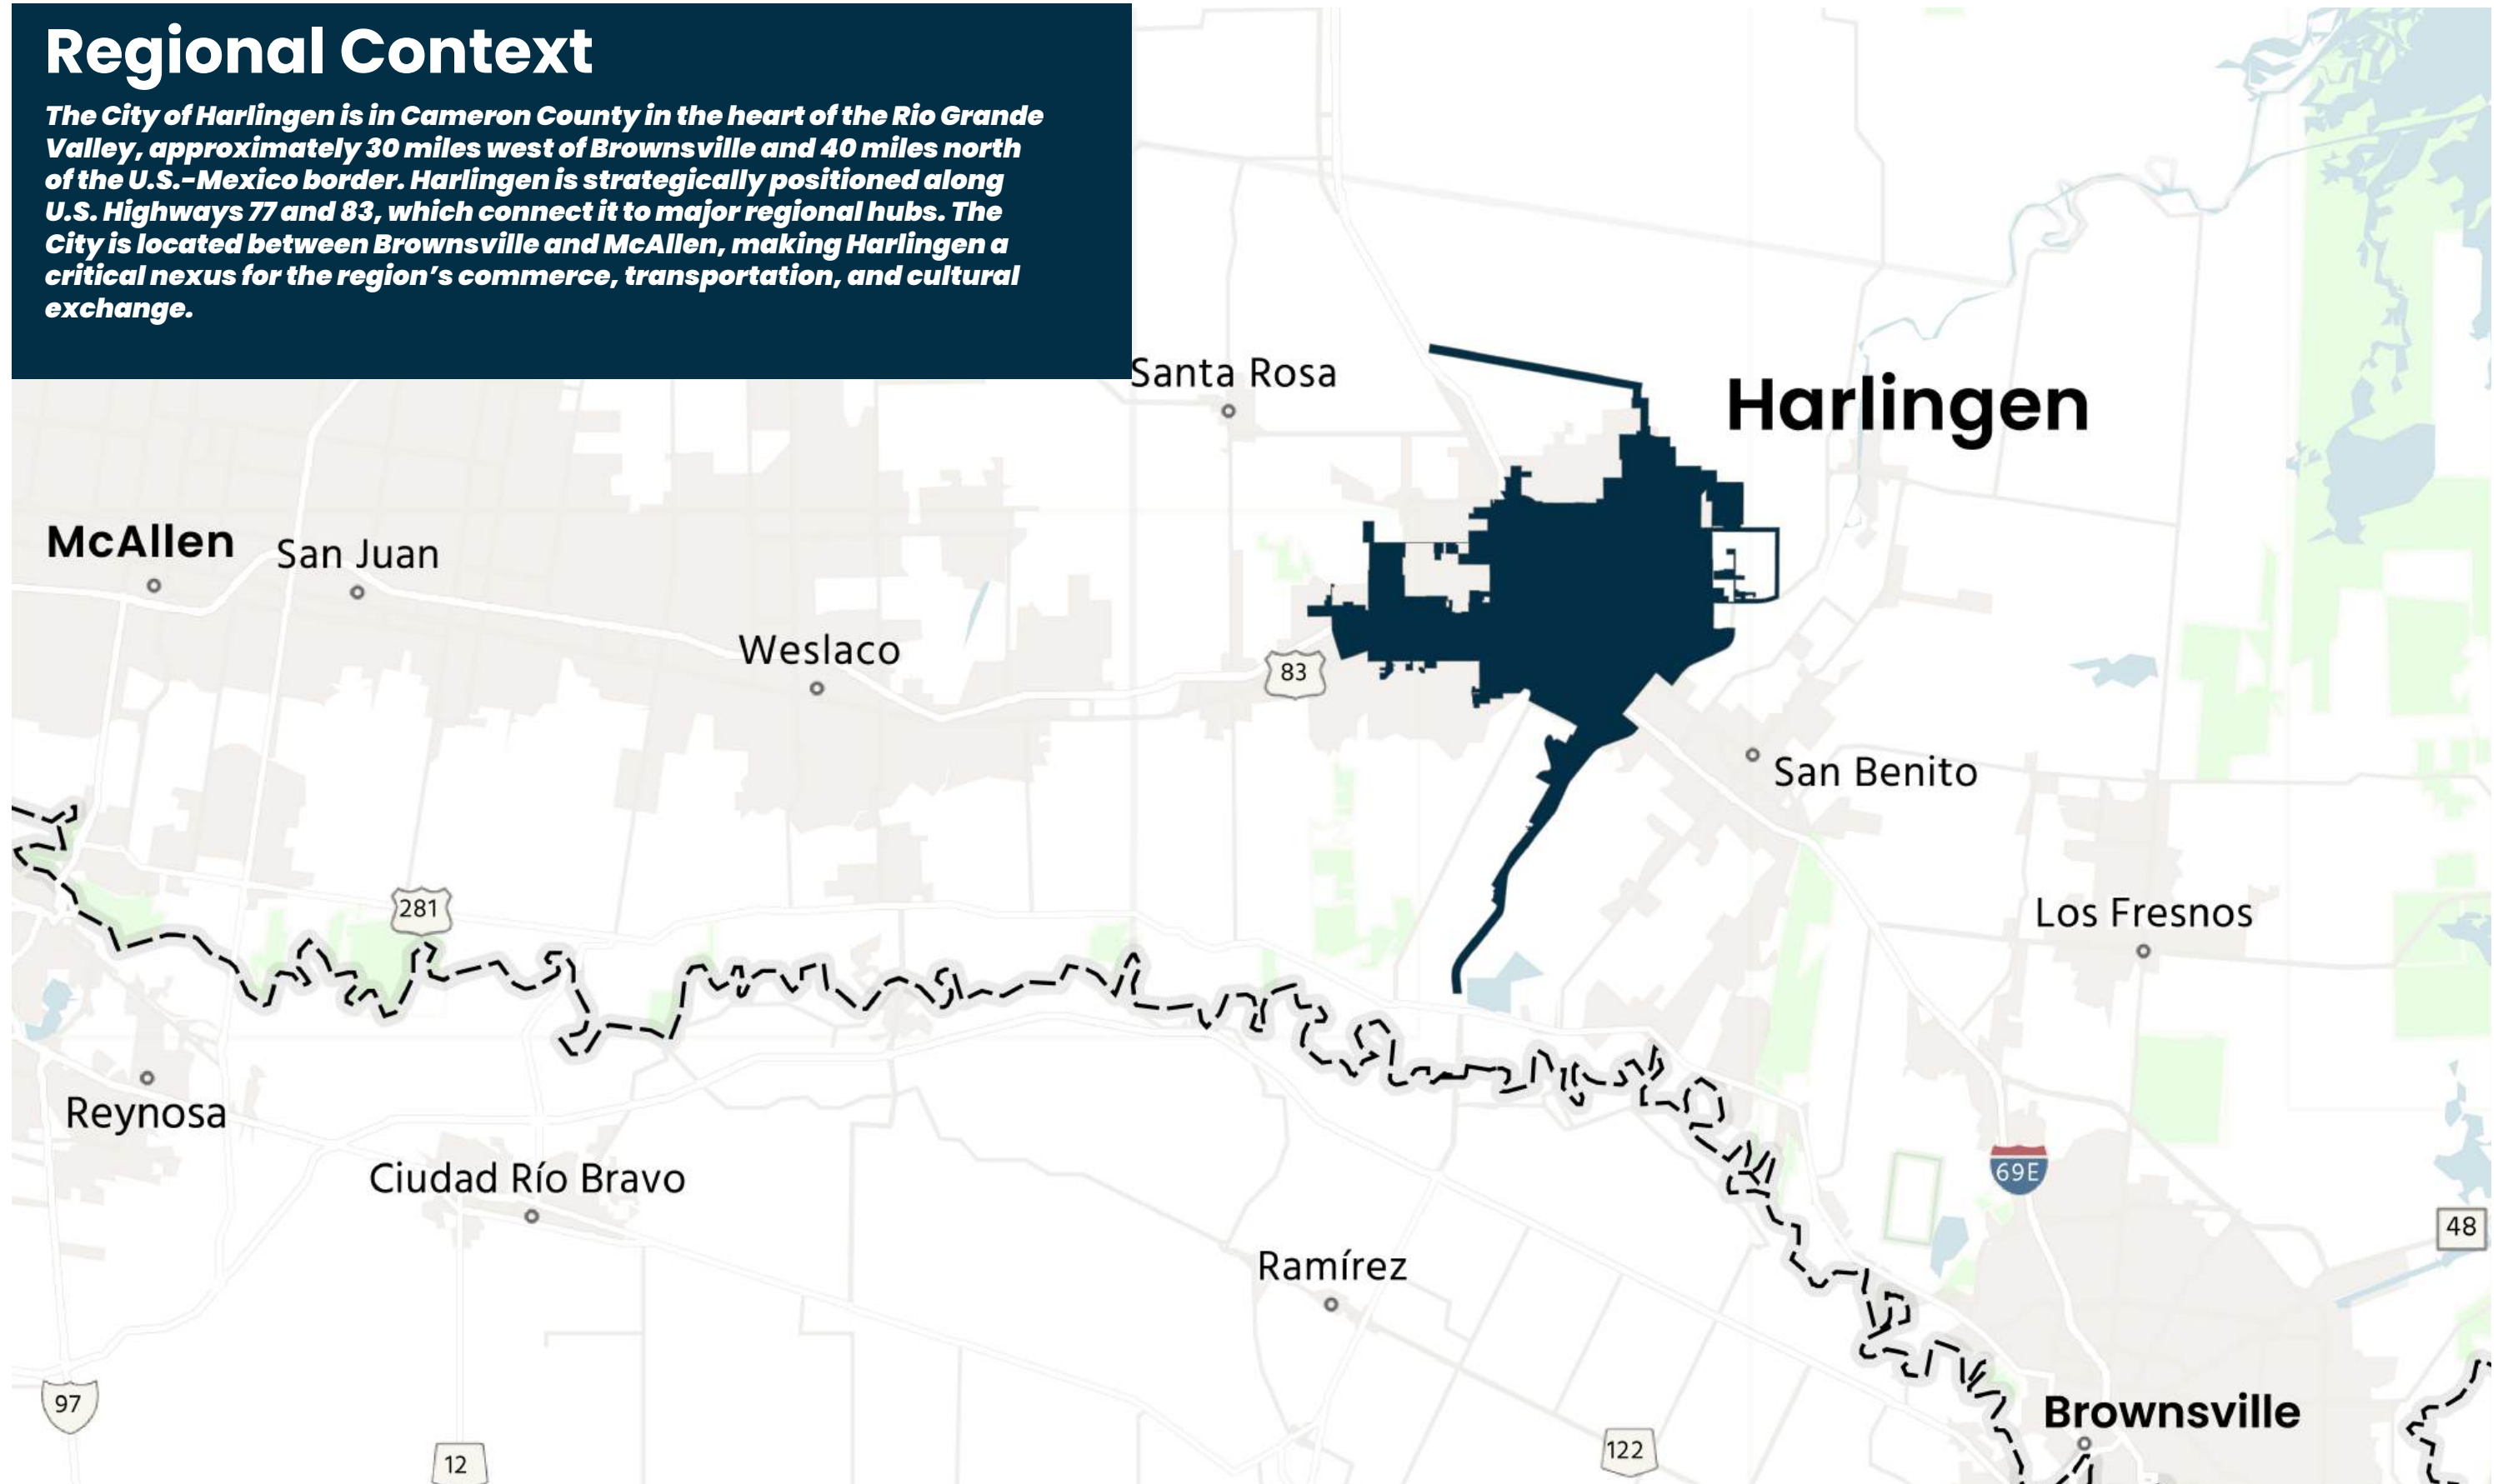 Regional Context
The City of Harlingen is in Cameron County in the heart of the Rio Grande
Valley, approximately 30 miles west of Brownsville and 40 miles north
of the U.S.-Mexico border. Harlingen is strategically positioned along
U.S. Highways 77 and 83, which connect it to major regional hubs. The
City is located between Brownsville and McAllen, making Harlingen a
critical nexus for the region's commerce, transportation, and cultural
exchange.
Santa Rosa
Harlingen
McAllen
San Juan
Weslaco
83
San Benito
281
Los Fresnos
Reynosa
Ciudad Río Bravo
69E
48
Ramírez
97
Brownsville
122
12